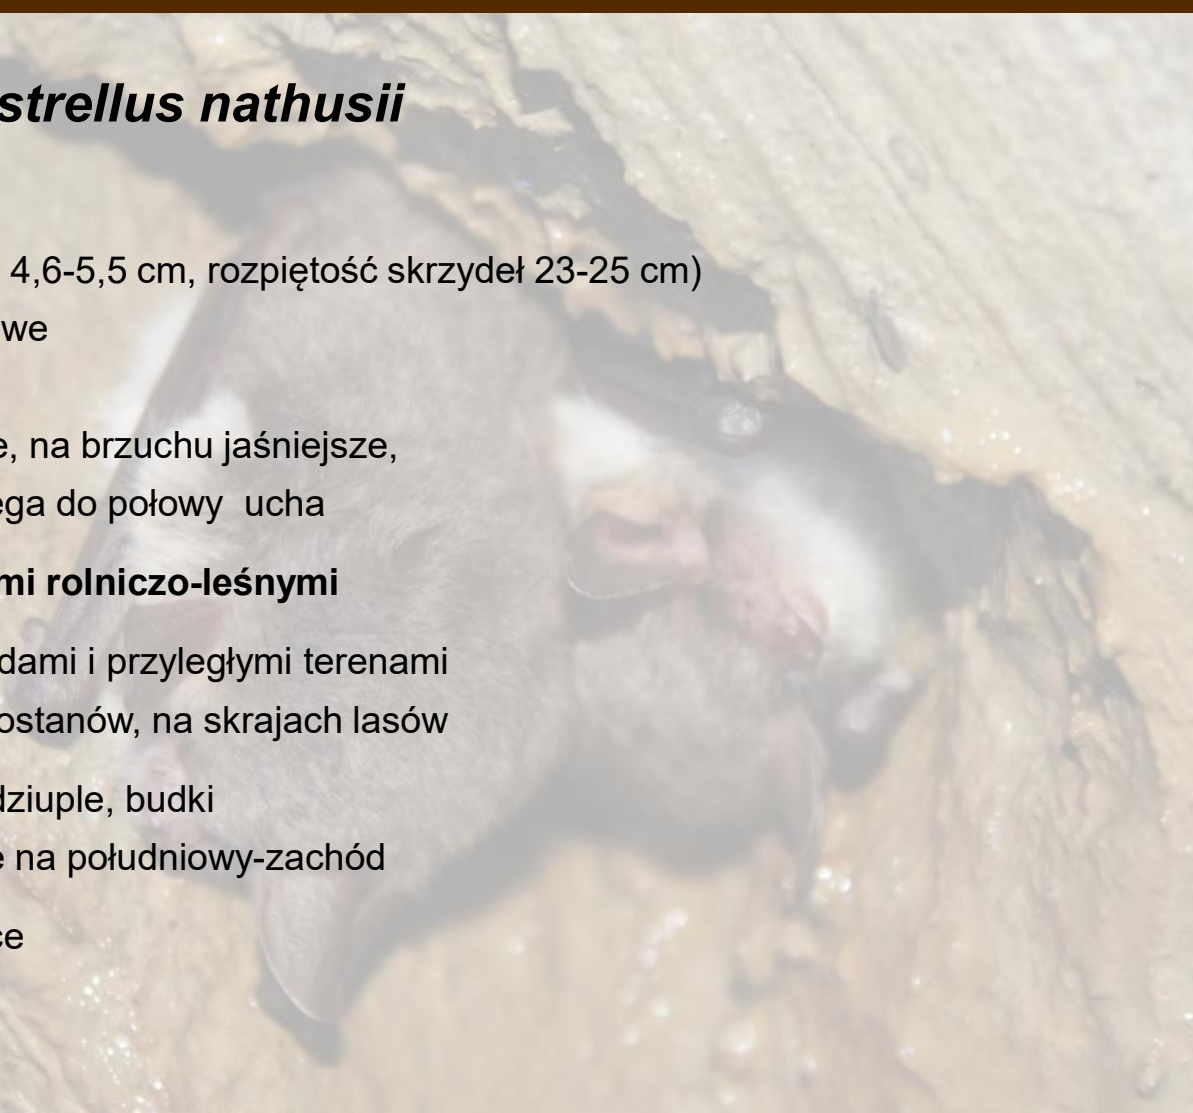 strellus nathusii
4,6-5,5 cm, rozpiętość skrzydeł 23-25 cm)
we
e, na brzuchu jaśniejsze,
ęga do połowy ucha
mi rolniczo-leśnymi
dami i przyległymi terenami
ostanów, na skrajach lasów
dziuple, budki
e na południowy-zachód
ce